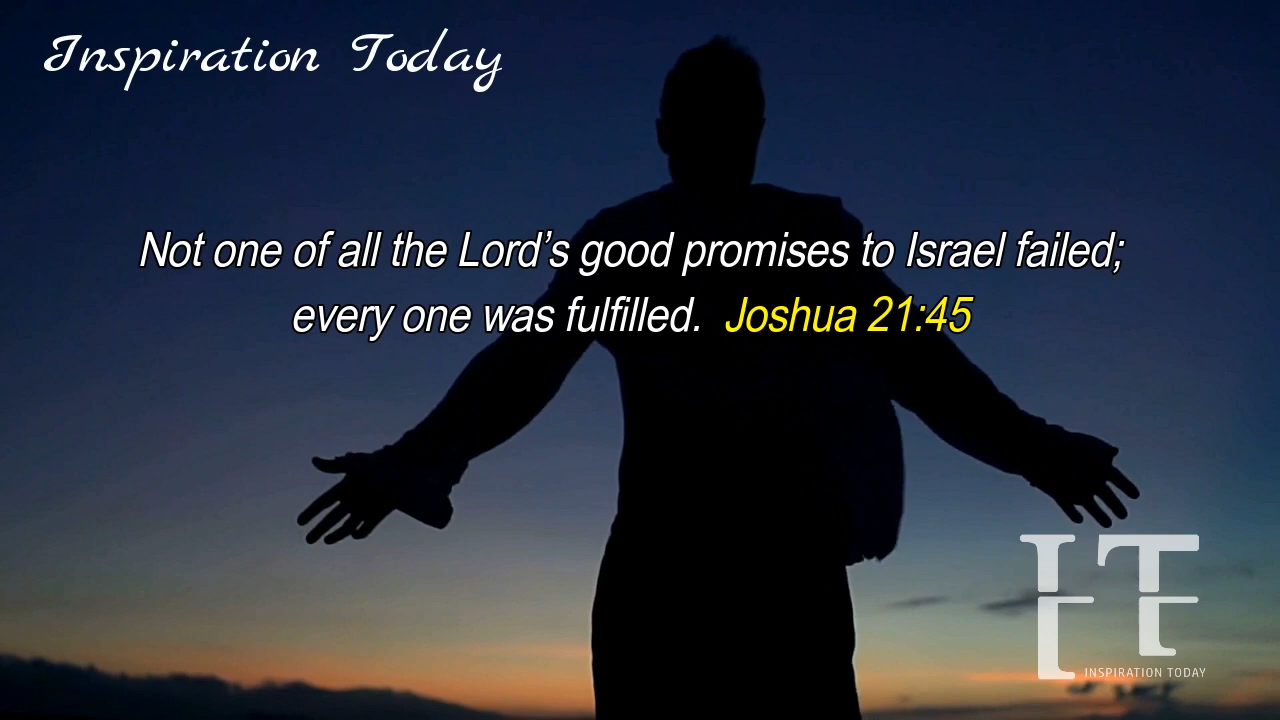 Inspiration Today
Not one of all the Lord’s good promises to Israel failed;
every one was fulfilled. Joshua 21:45
INSPIRATION TODAY